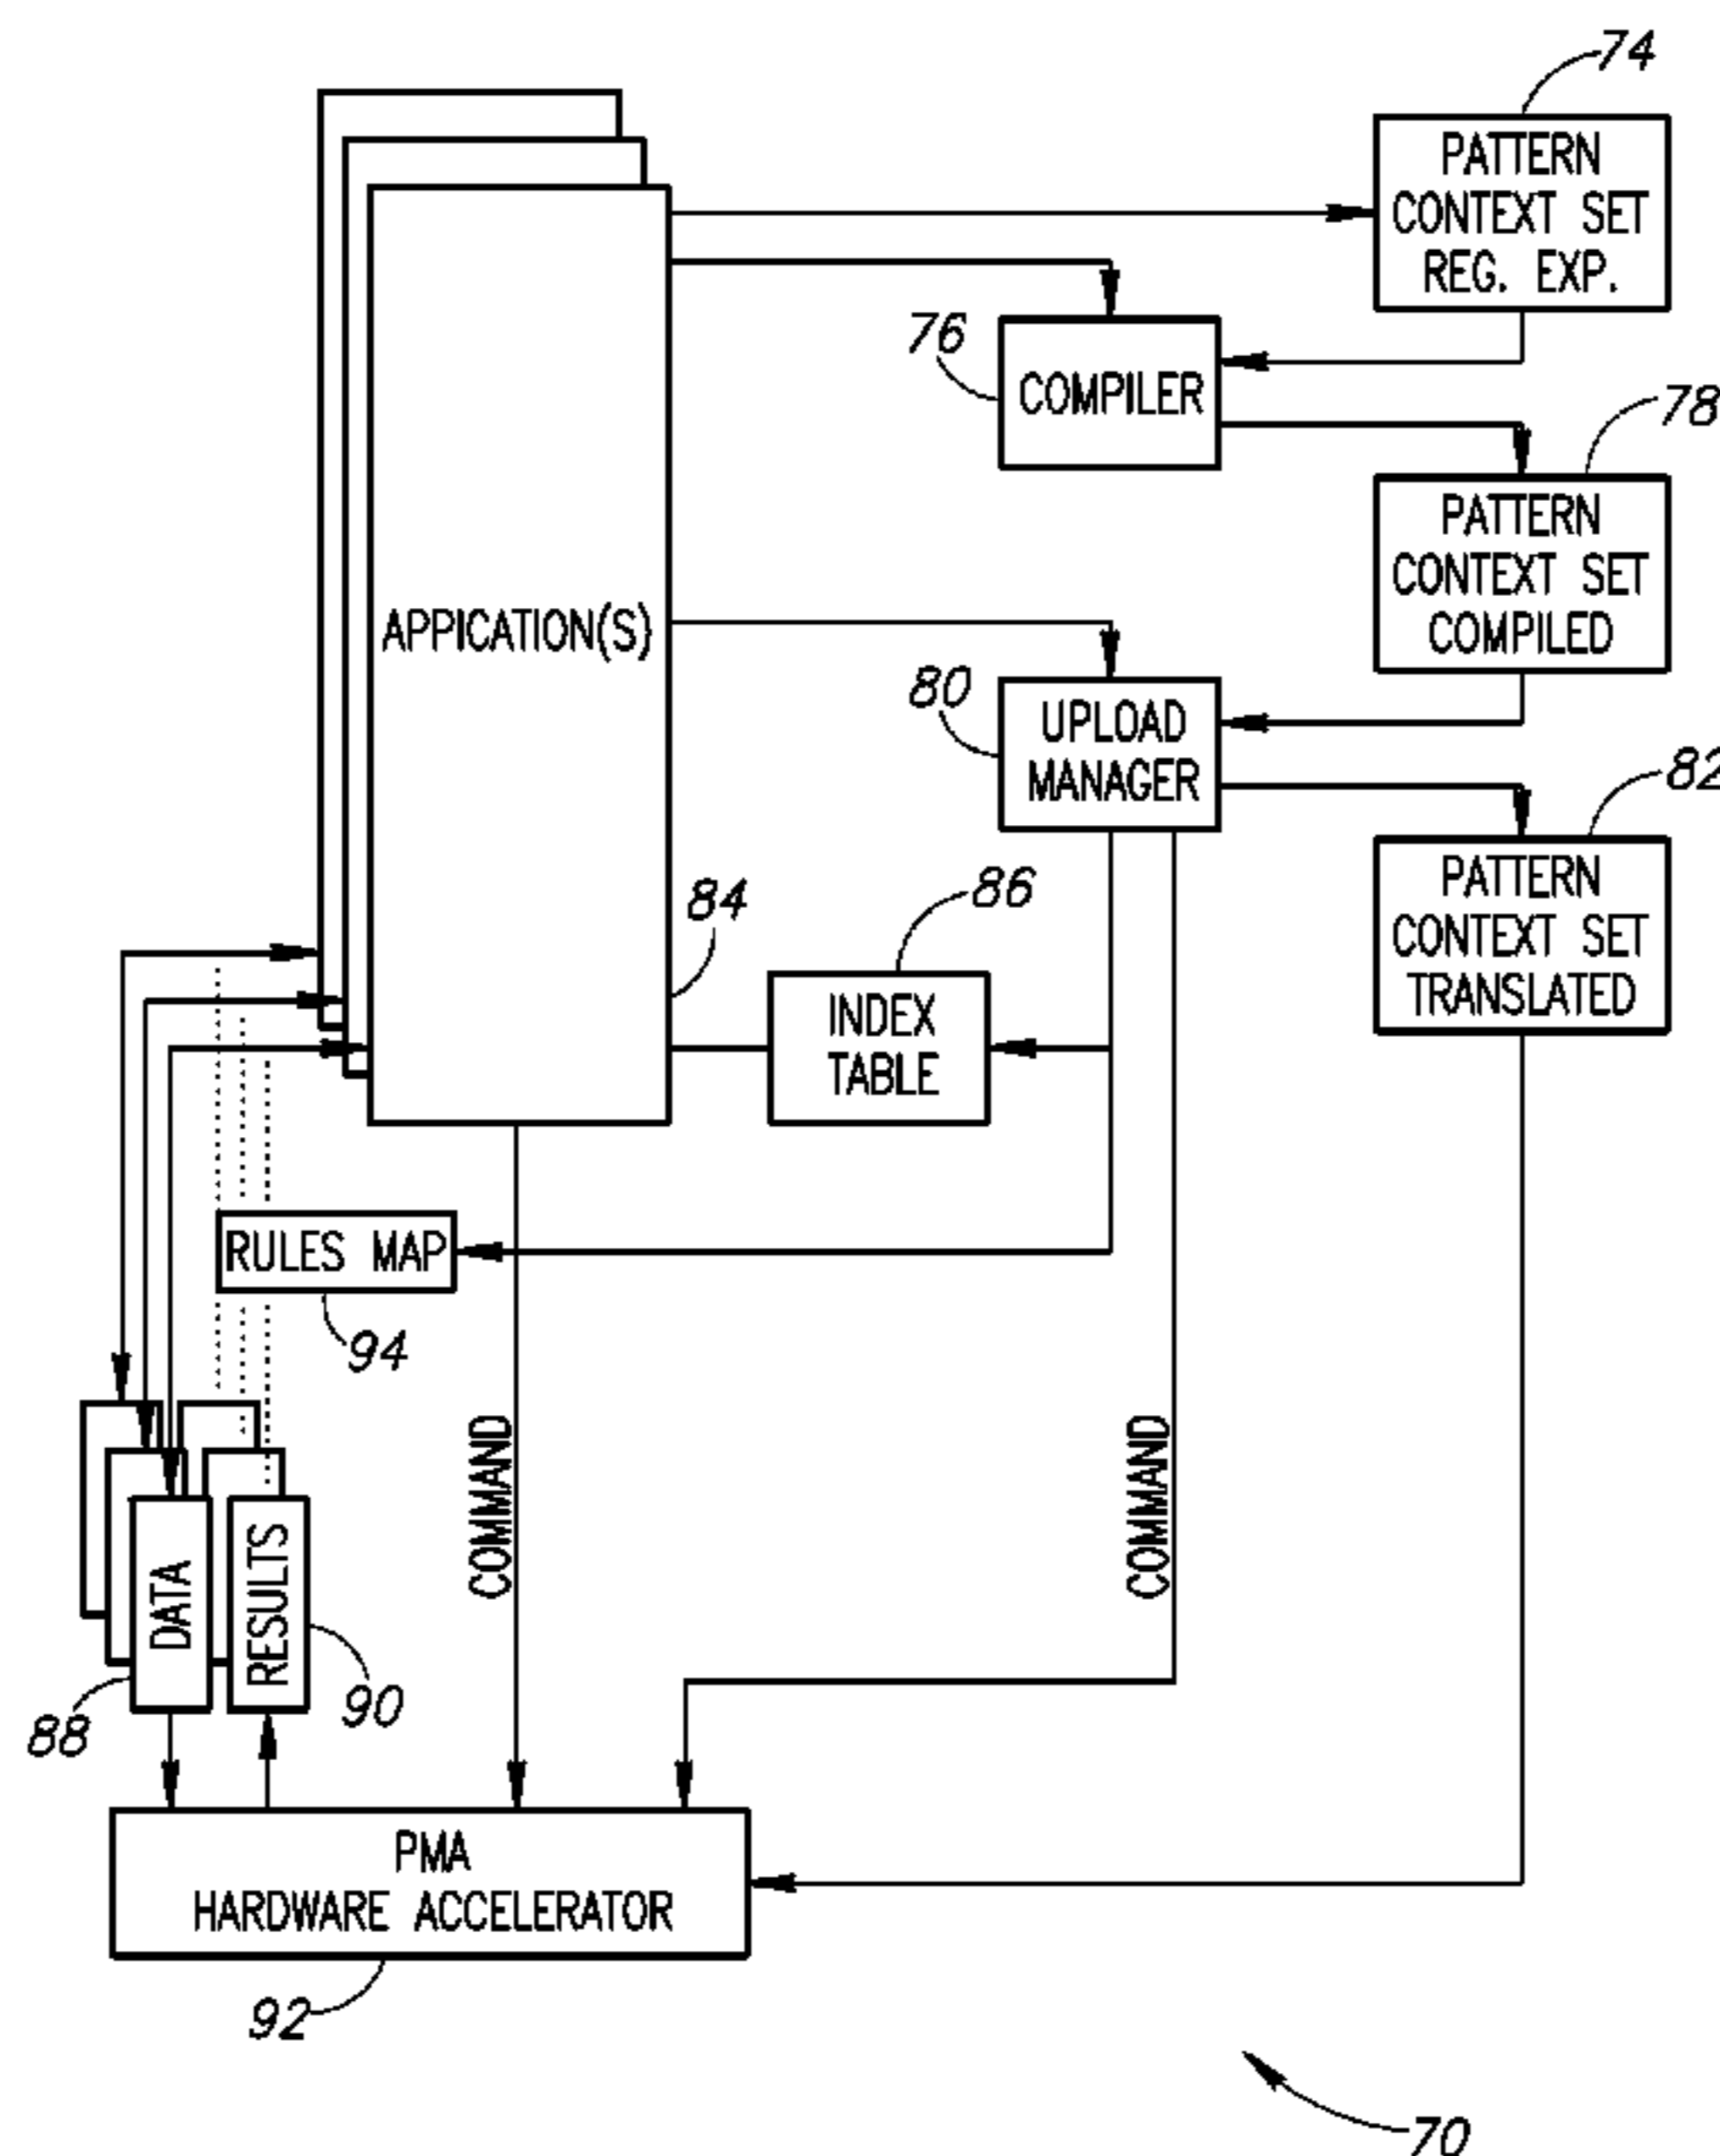 74
PATTERN
CONTEXT SET
REG. EXP.
76
COMPILER
78
PATTERN
CONTEXT SET
COMPILED
APPICATION(S)
80
UPLOAD
MANAGER
82
PATTERN
CONTEXT SET
TRANSLATED
84
86
INDEX
TABLE
RULES MAP
94
COMMAND
COMMAND
DATA
RESULTS
88
90
PMA
HARDWARE ACCELERATOR
92
70